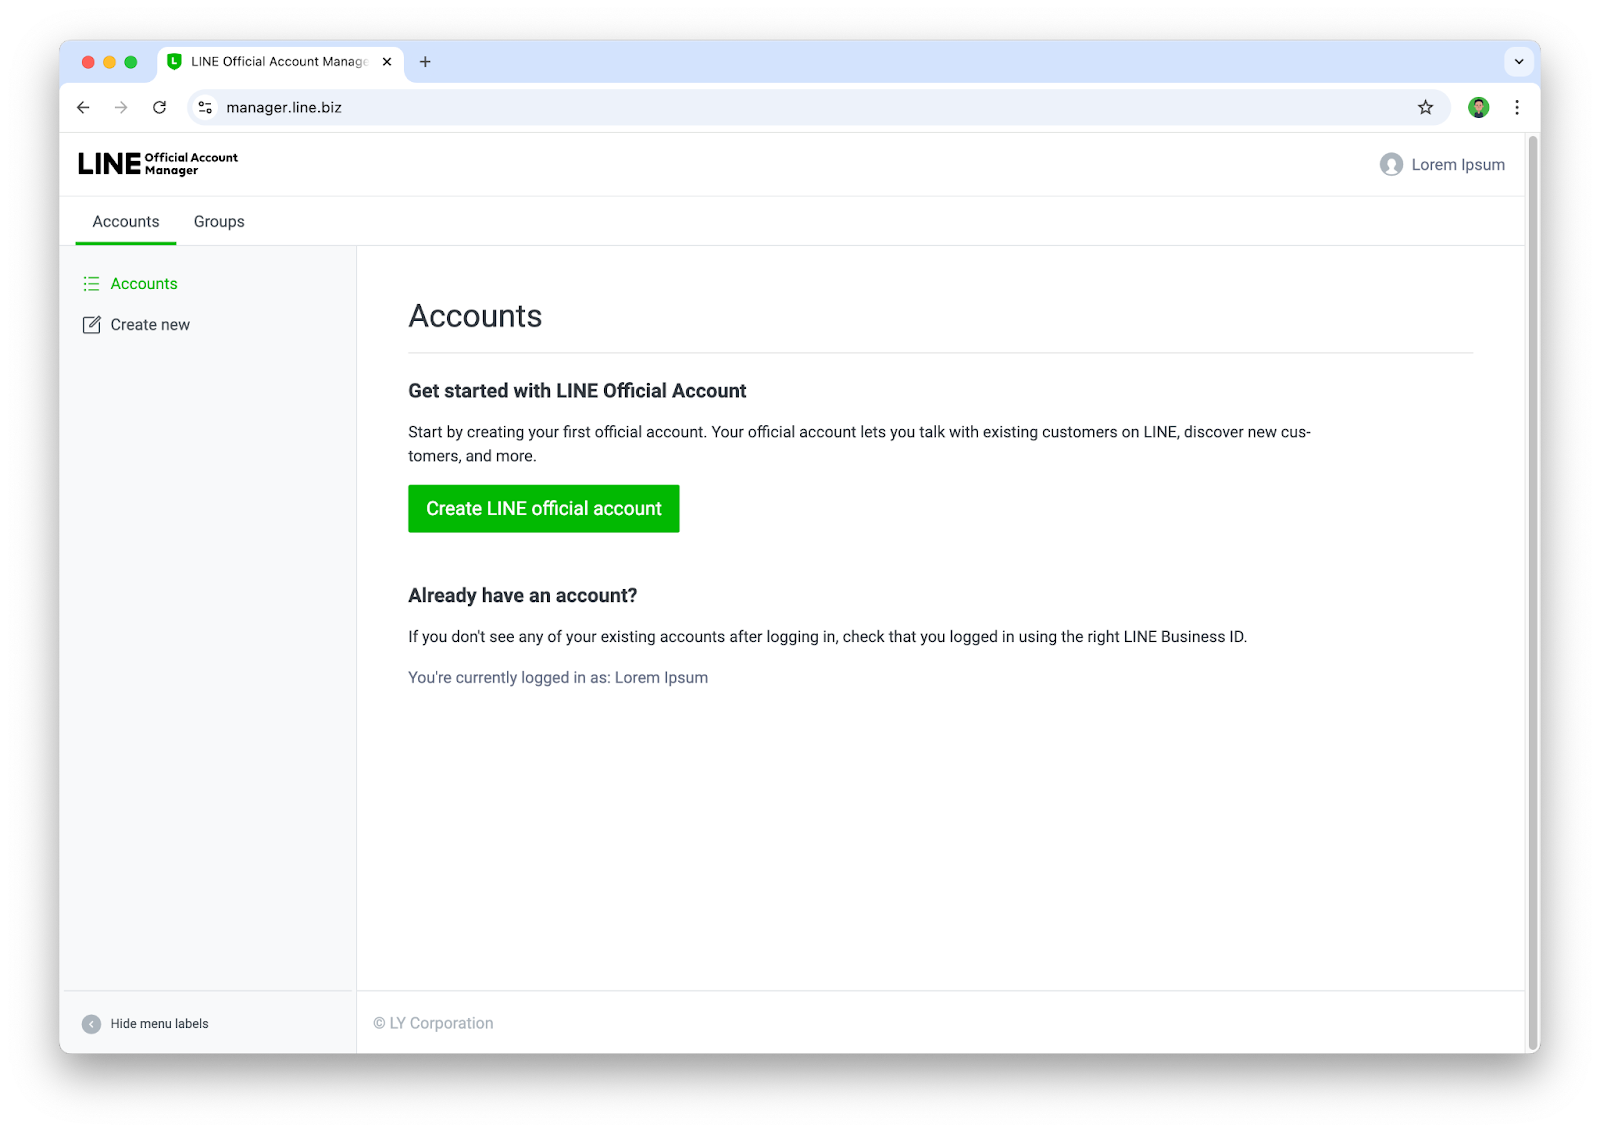 LINE Official Account Manage
manager.line.biz
LINE Official Account
Manager
Lorem Ipsum
Accounts
Groups
Accounts
Create new
Accounts
Get started with LINE Official Account
Start by creating your first official account. Your official account lets you talk with existing customers on LINE, discover new cus-
tomers, and more.
Create LINE official account
Already have an account?
If you don't see any of your existing accounts after logging in, check that you logged in using the right LINE Business ID.
You're currently logged in as: Lorem Ipsum
Hide menu labels
© LY Corporation